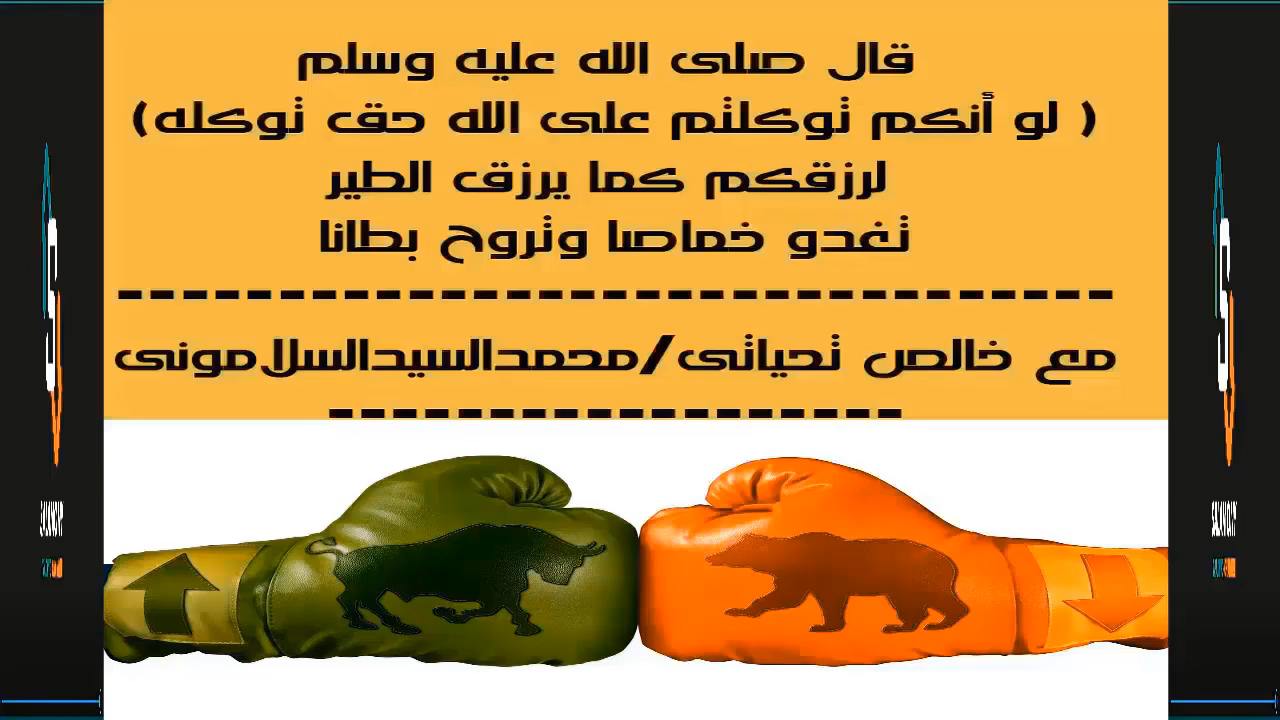 قال صلى الله عليه وسلم
( لو أنكم توكلتم على الله حق توكله)
لرزقكم كما يرزق الطير
تغدو خماصا وتروح بطانا
-------------------------------
مع خالص تحياتى/محمدالسيدالسلامونى
------------------